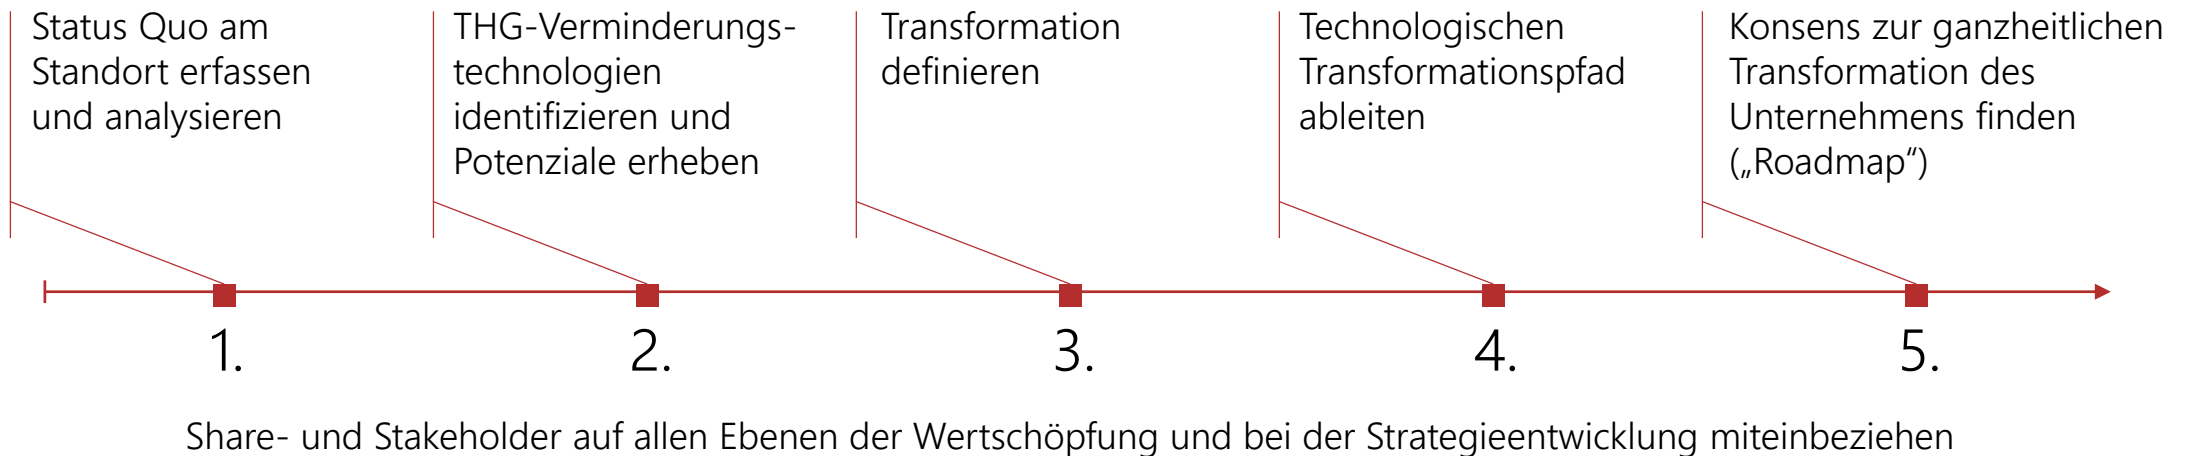 Status Quo am
Standort erfassen
und analysieren
THG-Verminderungs-
technologien
identifizieren und
Potenziale erheben
Transformation
definieren
Technologischen
Transformationspfad
ableiten
Konsens zur ganzheitlichen
Transformation des
Unternehmens finden
(„Roadmap“)
1.
2.
3.
4.
5.
Share- und Stakeholder auf allen Ebenen der Wertschöpfung und bei der Strategieentwicklung miteinbeziehen